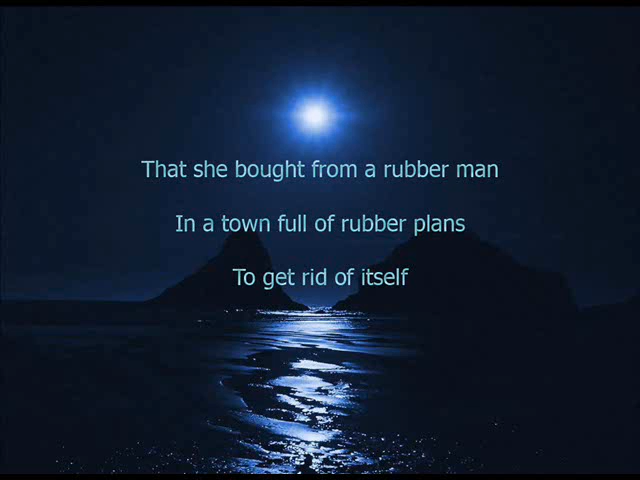 That she bought from a rubber man
In a town full of rubber plans
To get rid of itself